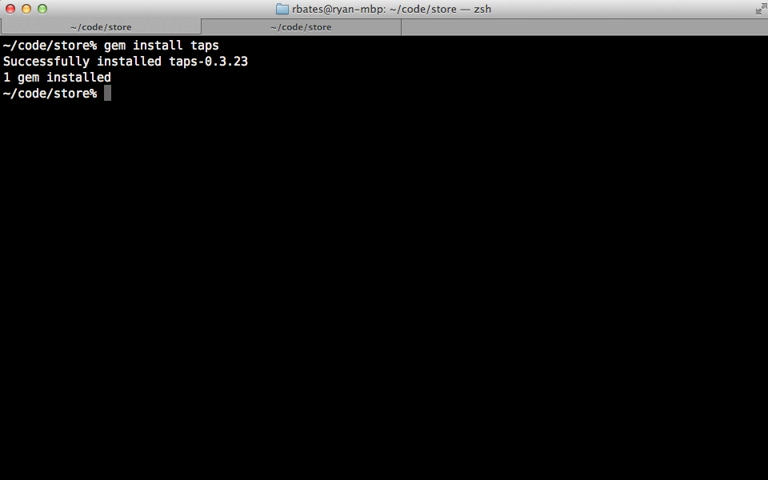 rbates@ryan-mbp: ~/code/store — zsh
~/code/store
~/code/store
~/code/store% gem install taps
Successfully installed taps-0.3.23
1 gem installed
~/code/store%